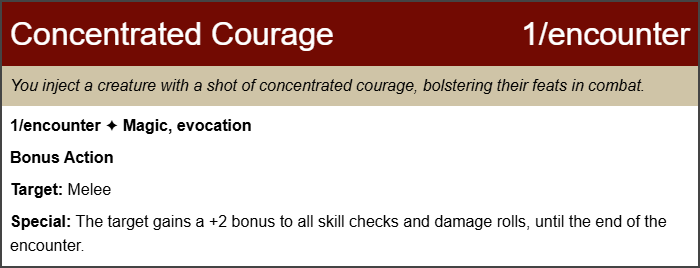 Concentrated Courage 1/encounter
You inject a creature with a shot of concentrated courage, bolstering their feats in combat.
1/encounter ✦ Magic, evocation
Bonus Action
Target: Melee
Special: The target gains a +2 bonus to all skill checks and damage rolls, until the end of the
encounter.